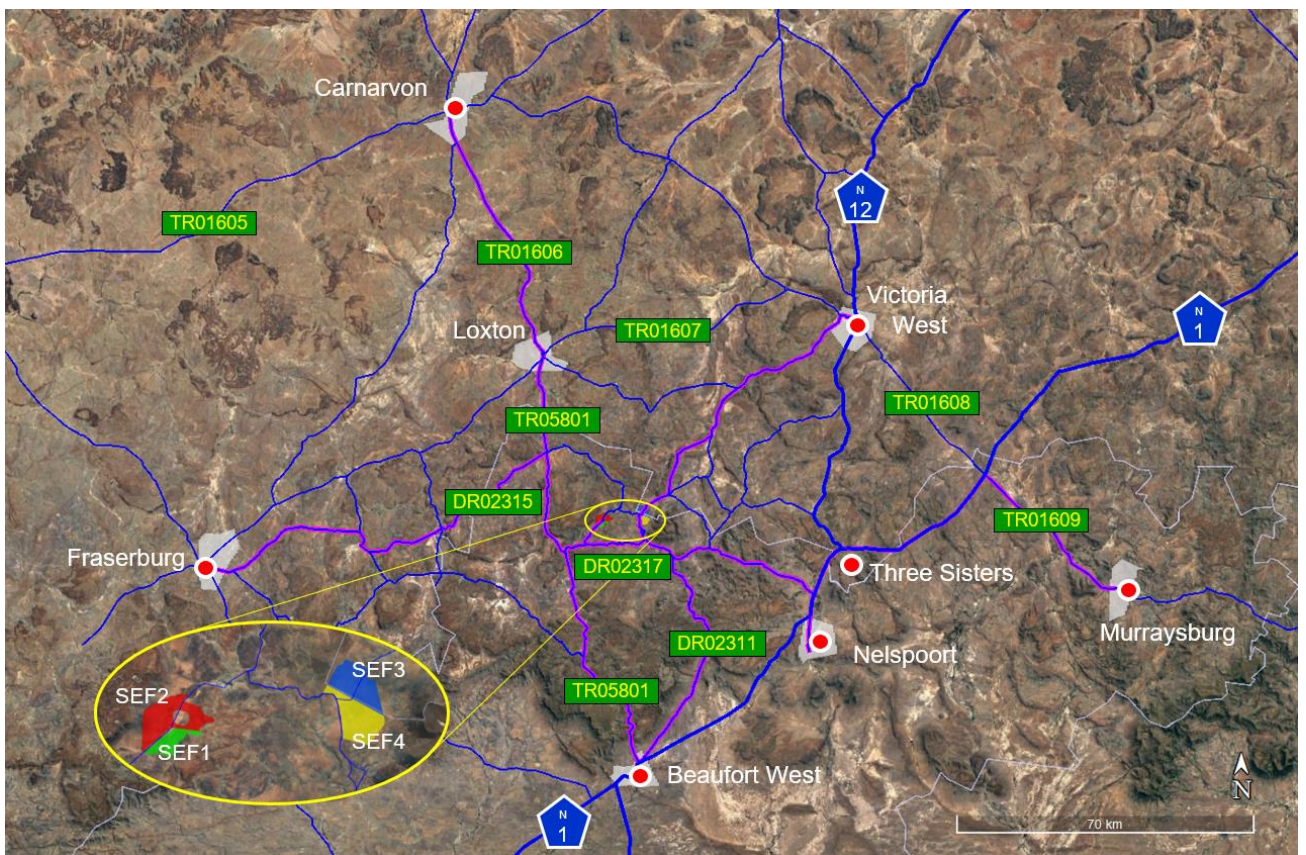 Carnarvon
N
12
TR01605
TR01606
Victoria
West
N
1
Loxton
TR01607
TR01608
TR05801
DR02315
TR01609
Fraserburg
DR02317
Three Sisters
Murraysburg
DR02311
Nelspoort
SEF3
SEF2
TR05801
SEF4
SEF1
Beaufort West
N
N
1
70 km